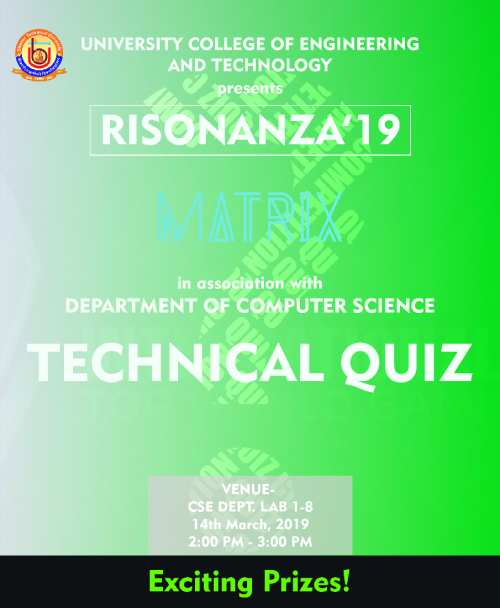 UNIVERSITY COLLEGE OF ENGINEERING
AND TECHNOLOGY
presents
RISONANZA‘19
MATRIX
in association with
DEPARTMENT OF COMPUTER SCIENCE
TECHNICAL QUIZ
VENUE-
CSE DEPT. LAB 1-8
14th March, 2019
2:00 PM - 3:00 PM
Exciting Prizes!